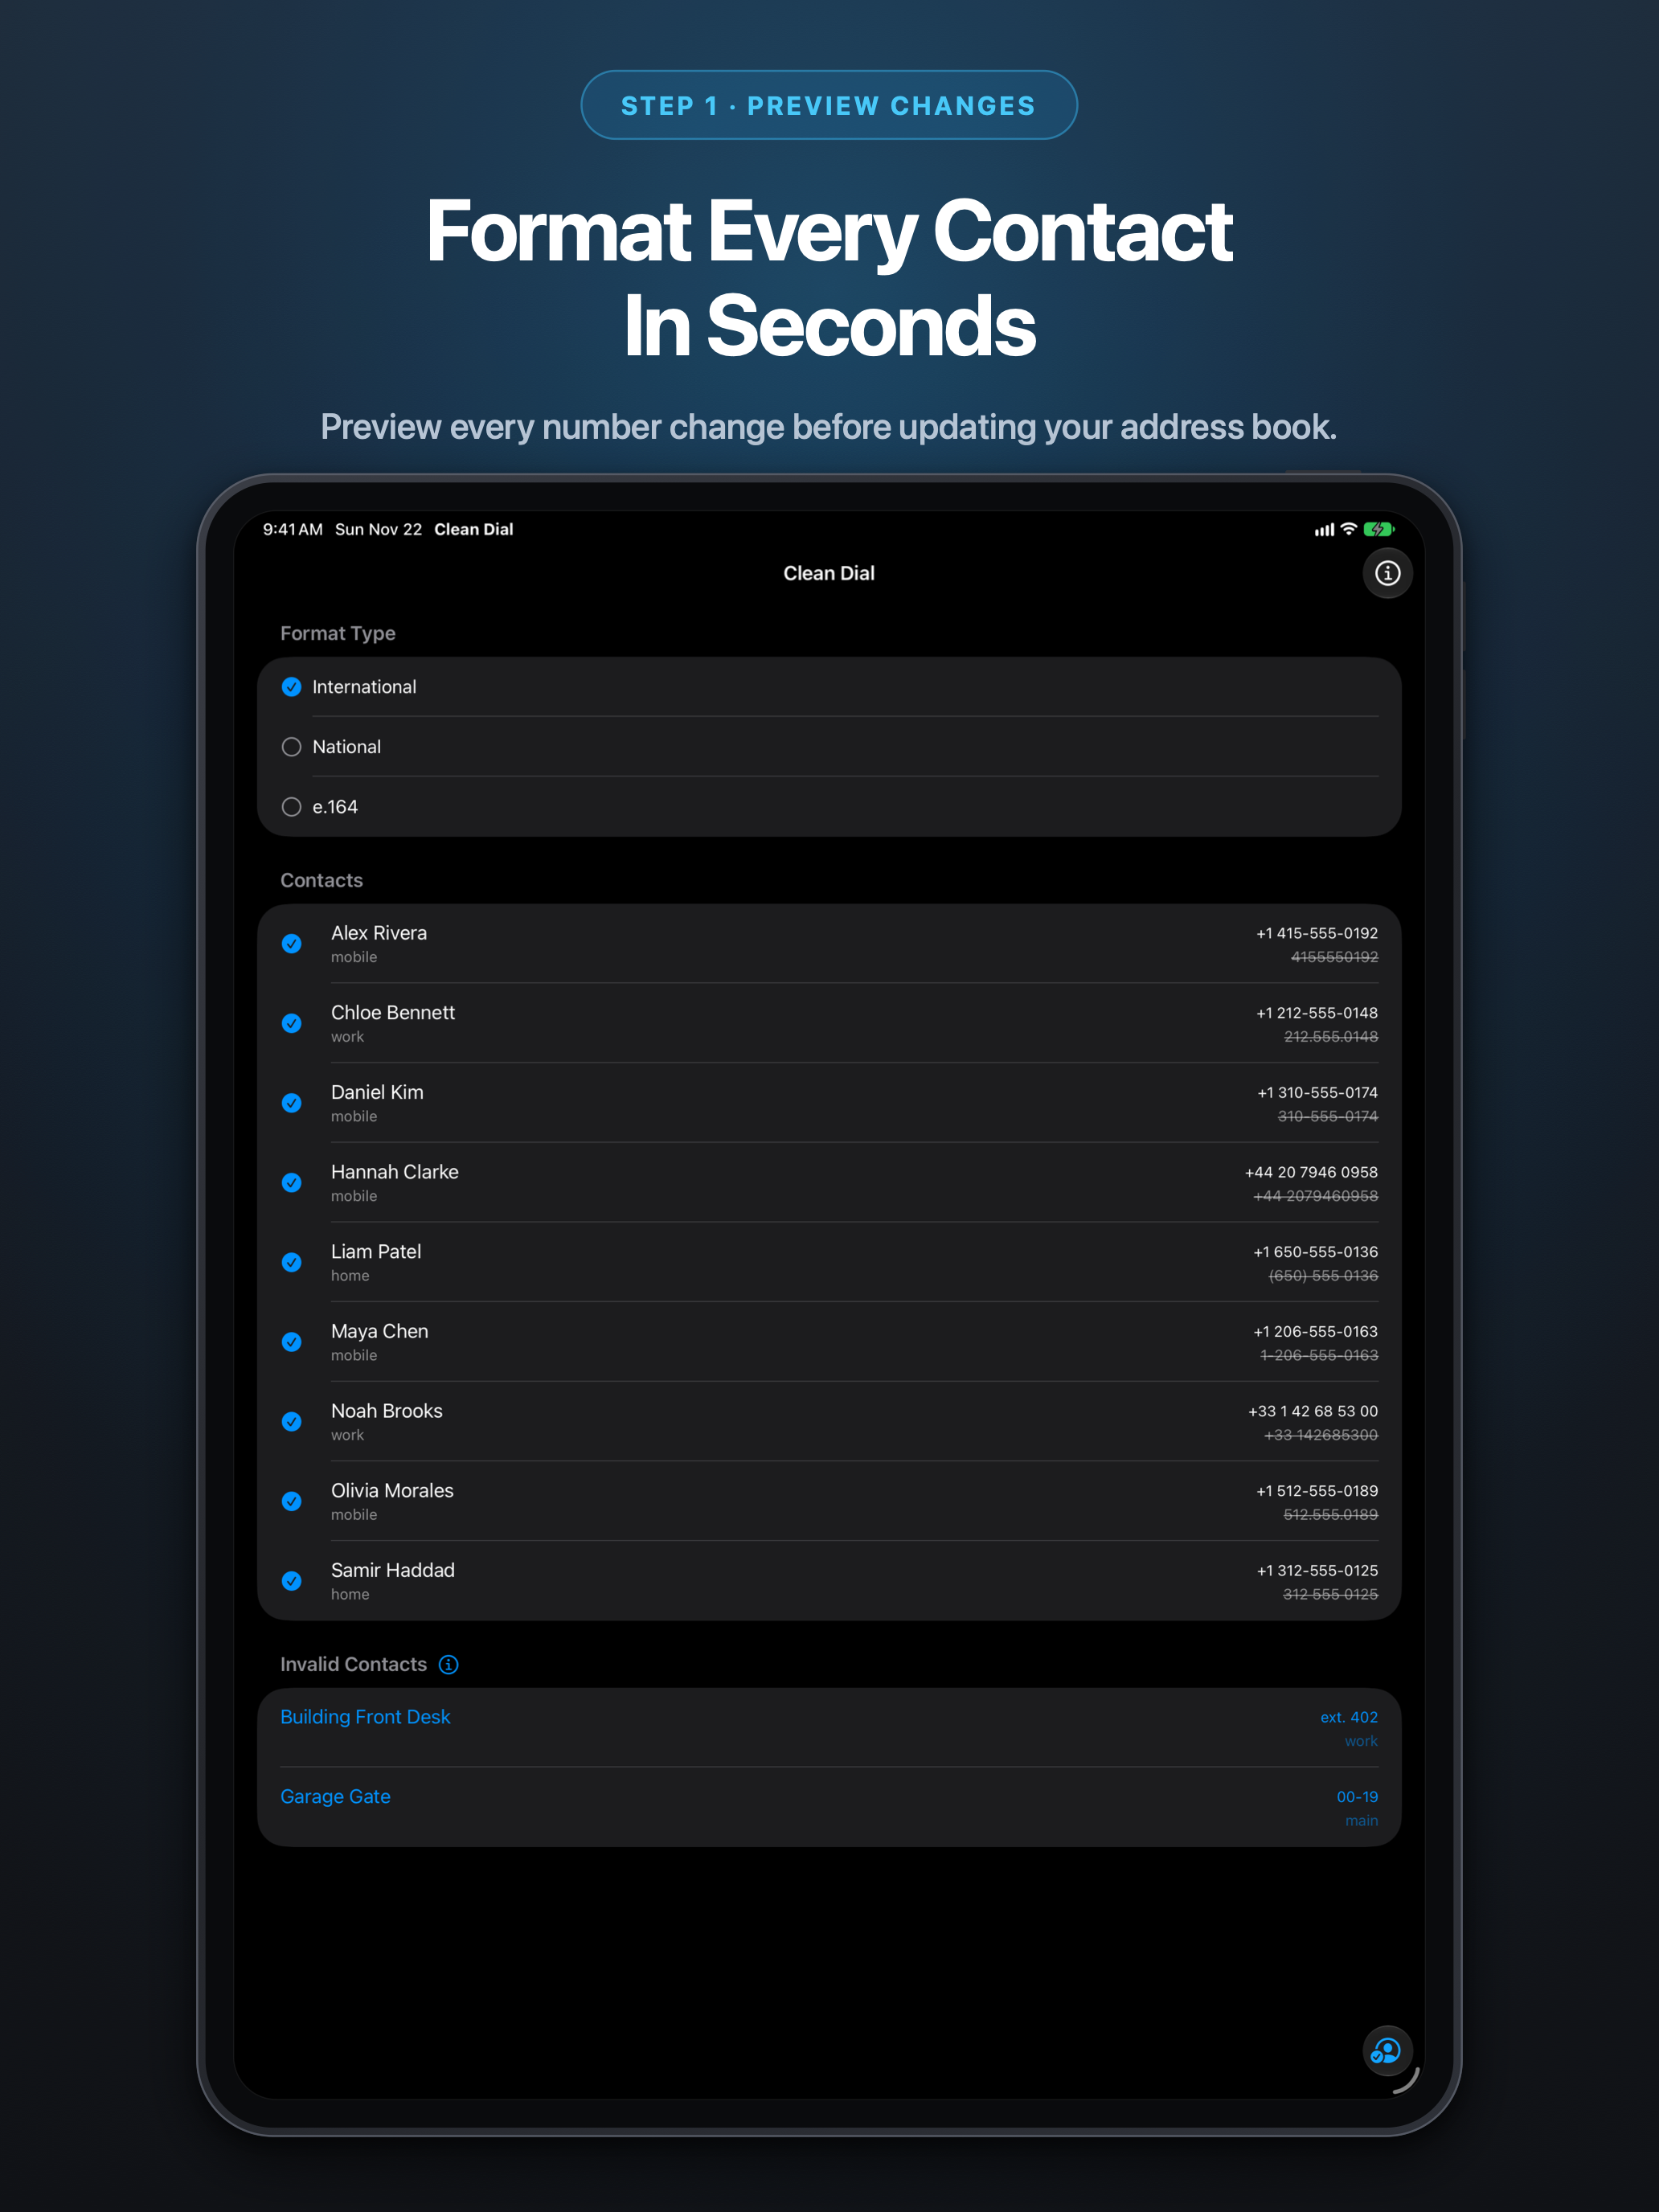 STEP 1 · PREVIEW CHANGES
Format Every Contact
In Seconds
Preview every number change before updating your address book.
9:41 AM Sun Nov 22 Clean Dial
Clean Dial
Format Type
International
National
e.164
Contacts
Alex Rivera +1 415-555-0192
mobile 4155550192
Chloe Bennett +1 212-555-0148
work 212.555.0148
Daniel Kim +1 310-555-0174
mobile 310-555-0174
Hannah Clarke +44 20 7946 0958
mobile +44 2079460958
Liam Patel +1 650-555-0136
home (650) 555 0136
Maya Chen +1 206-555-0163
mobile 1-206-555-0163
Noah Brooks +33 1 42 68 53 00
work +33 142685300
Olivia Morales +1 512-555-0189
mobile 512.555.0189
Samir Haddad +1 312-555-0125
home 312 555 0125
Invalid Contacts
Building Front Desk ext. 402
work
Garage Gate 00-19
main